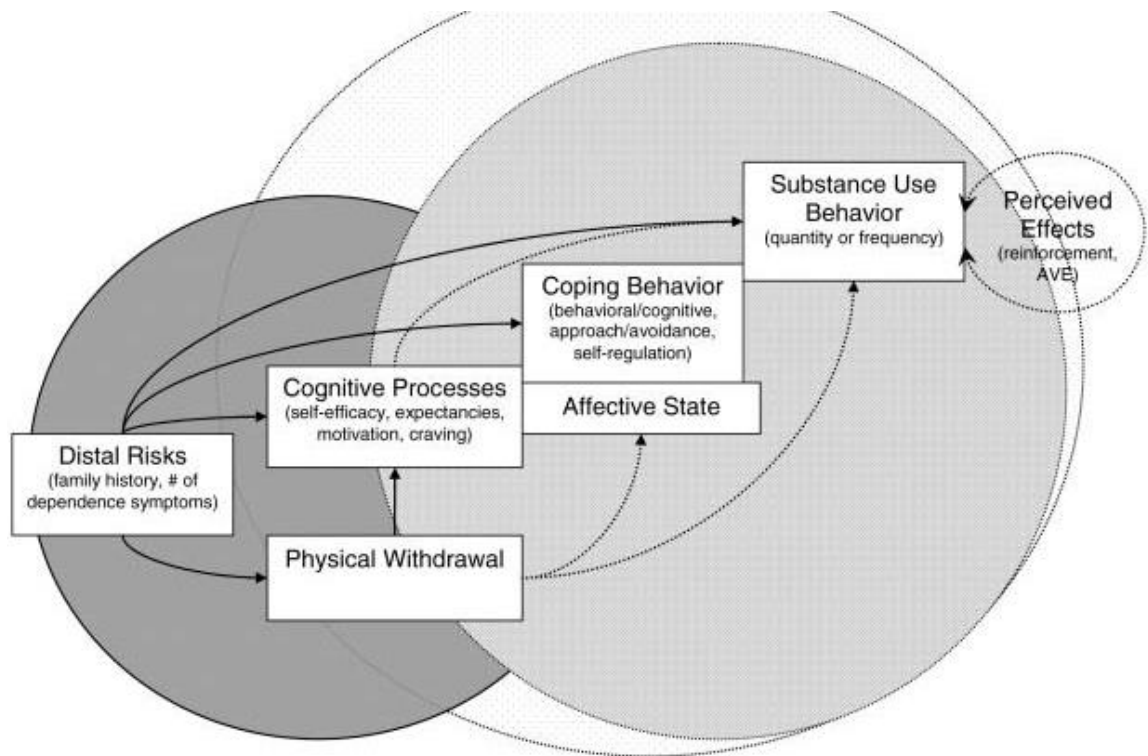 Substance Use
Behavior
(quantity or frequency)
Perceived
Effects
(reinforcement,
AVE)
Coping Behavior
(behavioral/cognitive,
approach/avoidance,
self-regulation)
Cognitive Processes
(self-efficacy, expectancies,
motivation, craving)
Affective State
Distal Risks
(family history, # of
dependence symptoms)
Physical Withdrawal